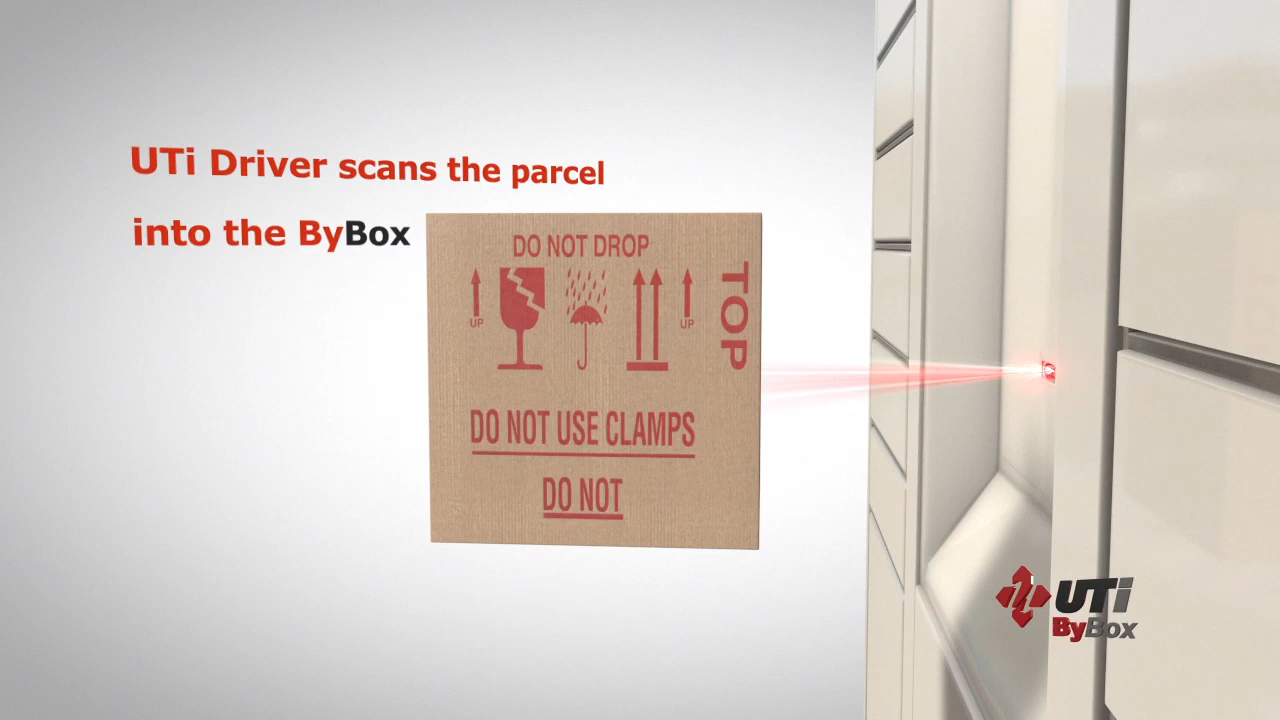 UTi Driver scans the parcel
into the ByBox
DO NOT DROP
UP
UP
TOP
DO NOT USE CLAMPS
DO NOT
UTi
ByBox